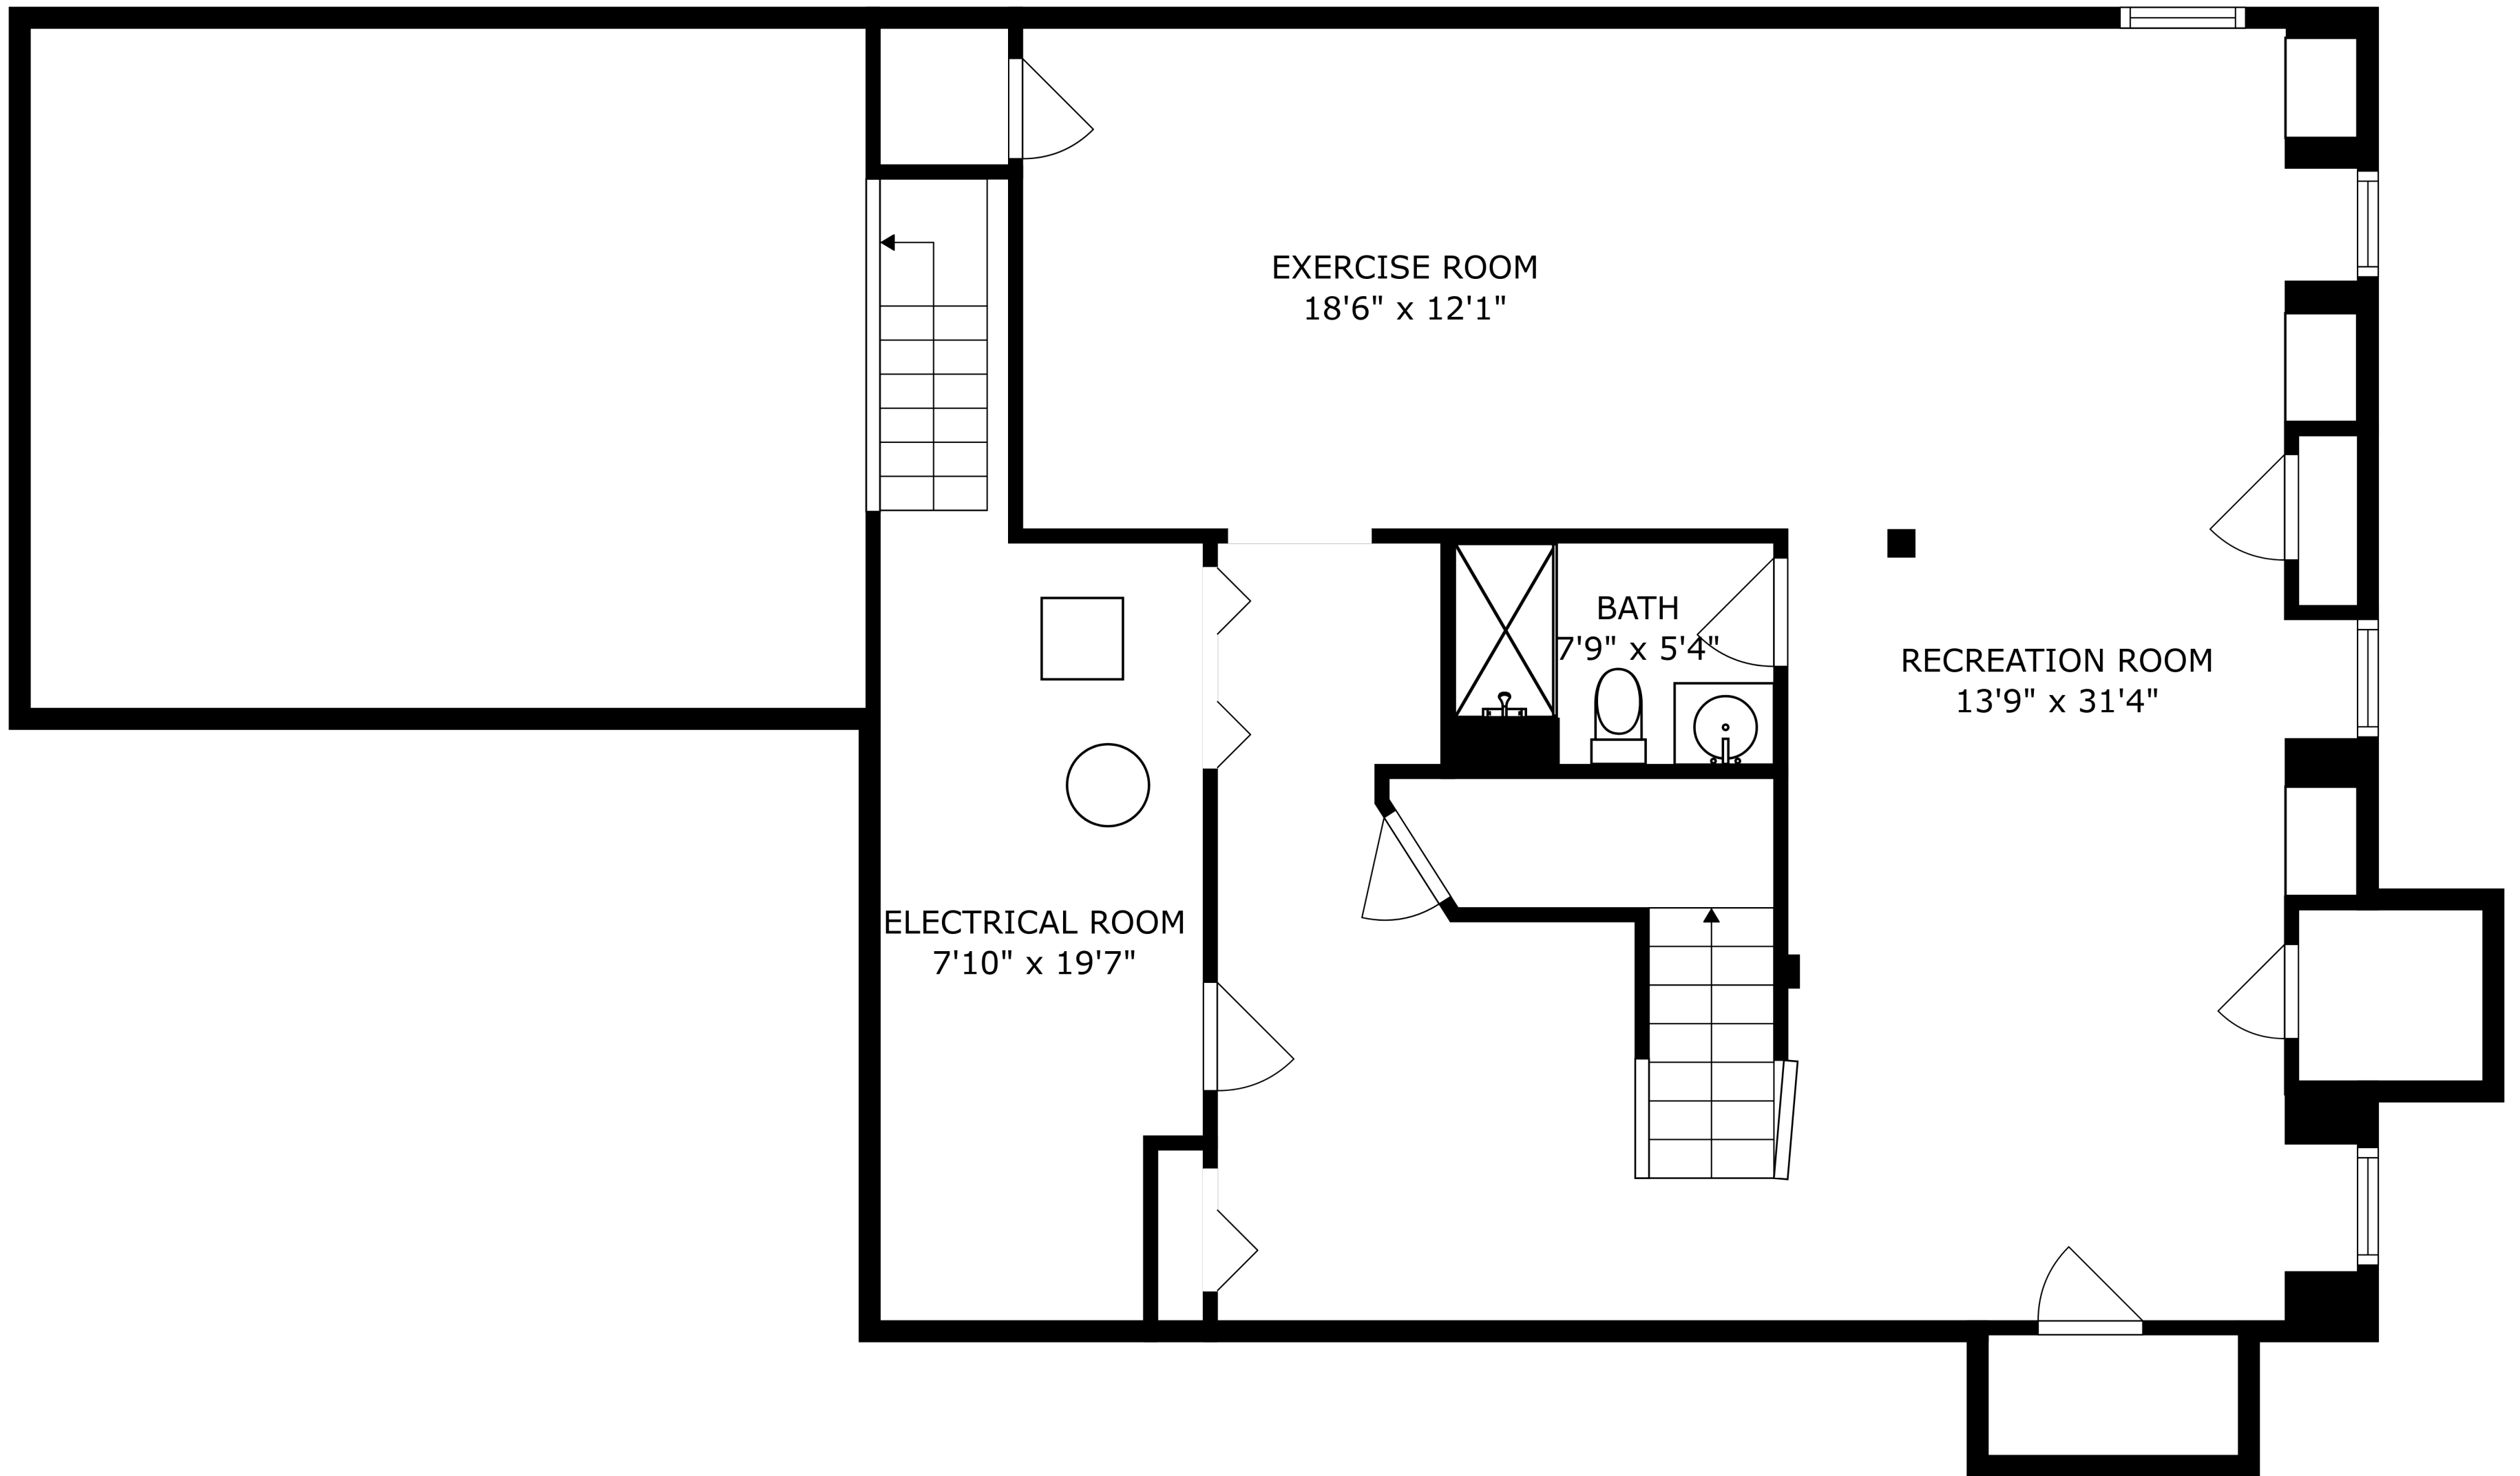 EXERCISE ROOM
18'6" x 12'1"
BATH
7'9" x 5'4"
RECREATION ROOM
13'9" x 31'4"
ELECTRICAL ROOM
7'10" x 19'7"